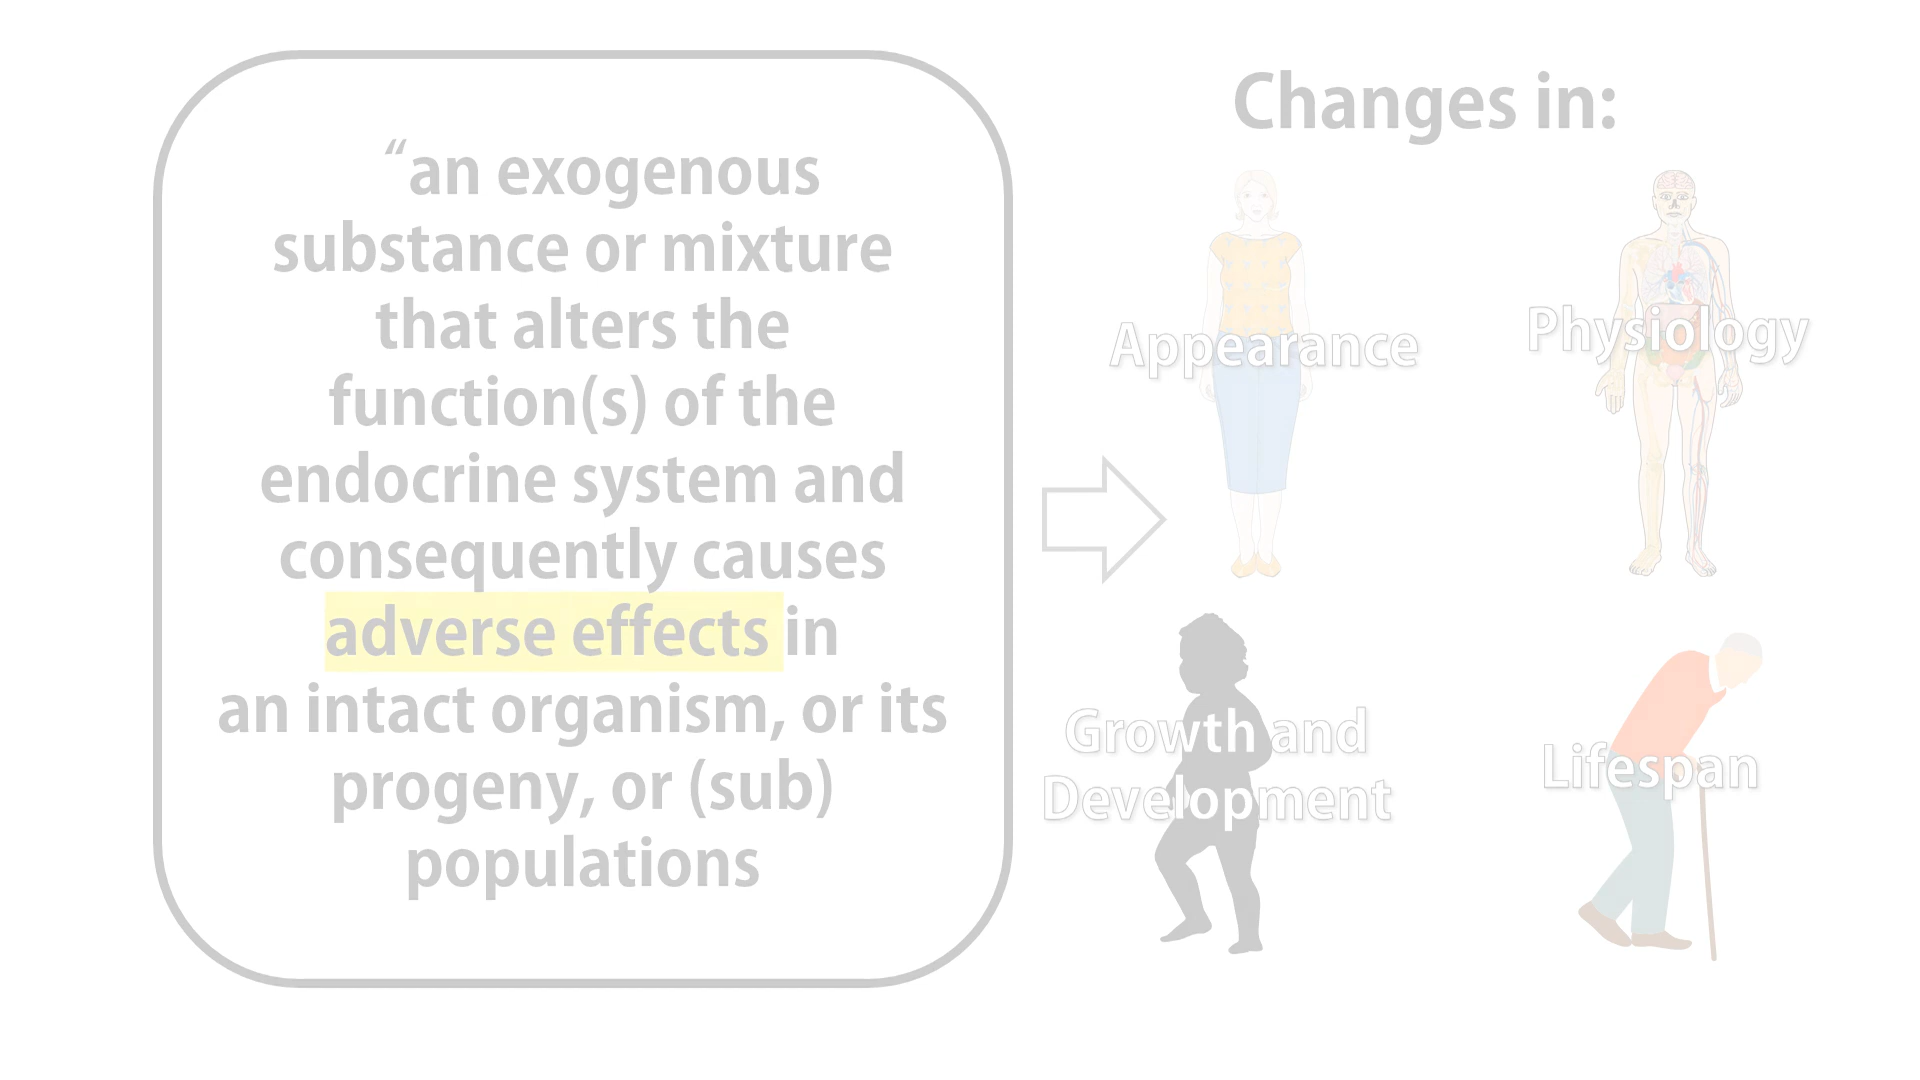 “an exogenous
substance or mixture
that alters the
function(s) of the
endocrine system and
consequently causes
adverse effects in
an intact organism, or its
progeny, or (sub)
populations
Changes in:
Appearance
Physiology
Growth and
Development
Lifespan